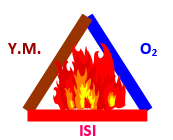 Y.M.
O₂
ISI